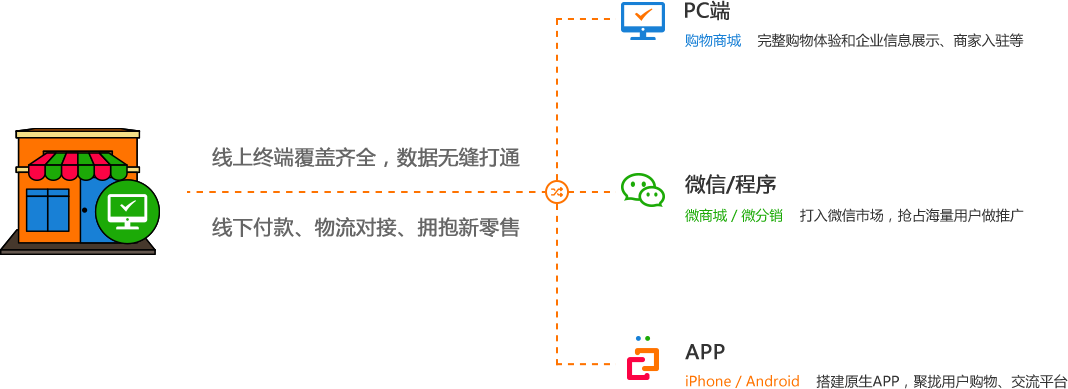 PC端
购物商城 完整购物体验和企业信息展示、商家入驻等
线上终端覆盖齐全，数据无缝打通
微信/程序
微商城 / 微分销 打入微信市场，抢占海量用户做推广
线下付款、物流对接、拥抱新零售
APP
iPhone / Android 搭建原生APP，聚拢用户购物、交流平台